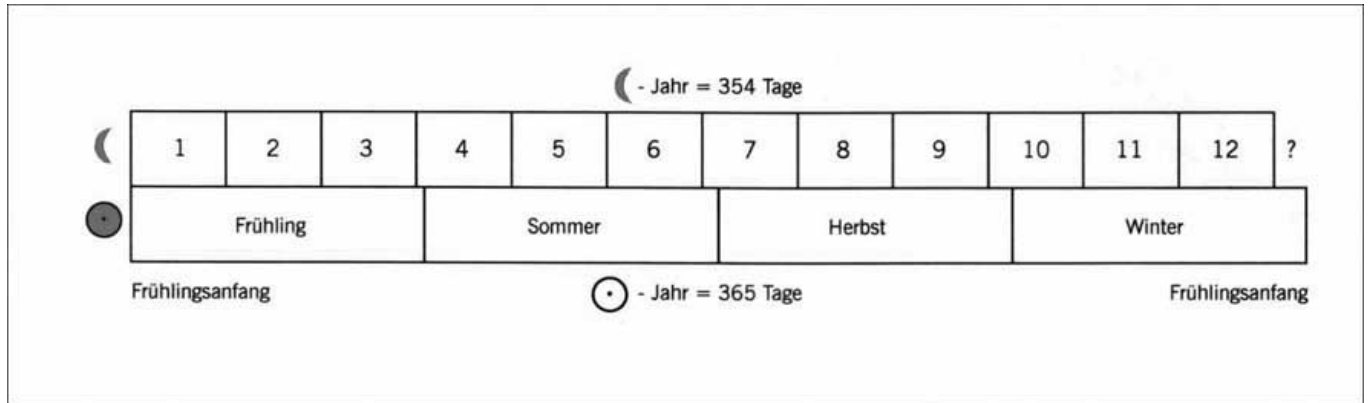 - Jahr = 354 Tage
1 2 3 4 5 6 7 8 9 10 11 12 ?
Frühling Sommer Herbst Winter
Frühlingsanfang - Jahr = 365 Tage Frühlingsanfang